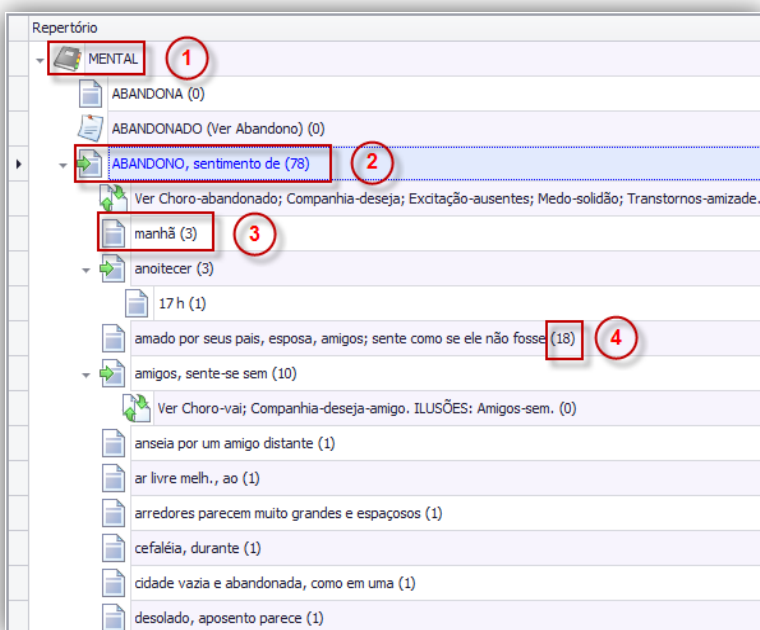 Repertório
MENTAL 1
ABANDONA (0)
ABANDONADO (Ver Abandono) (0)
ABANDONO, sentimento de (78) 2
Ver Choro-abandonado; Companhia-deseja; Excitação-ausentes; Medo-solidão; Transtornos-amizade.
manhã (3) 3
anoitecer (3)
17 h (1)
amado por seus pais, esposa, amigos; sente como se ele não fosse (18) 4
amigos, sente-se sem (10)
Ver Choro-vai; Companhia-deseja-amigo. ILUSÕES: Amigos-sem. (0)
anseia por um amigo distante (1)
ar livre melh., ao (1)
arredores parecem muito grandes e espaçosos (1)
cefaléia, durante (1)
cidade vazia e abandonada, como em uma (1)
desolado, aposento parece (1)